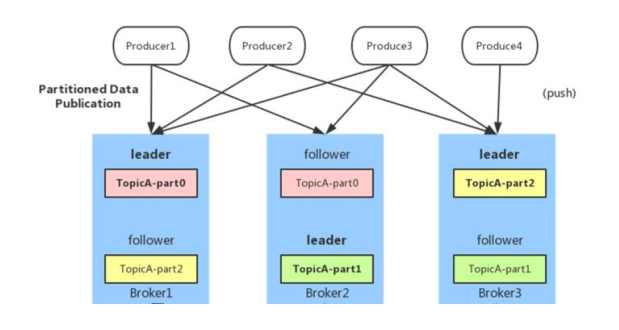 Producer1
Producer2
Produce3
Produce4
Partitioned Data
Publication
(push)
leader
follower
leader
TopicA-part0
TopicA-part0
TopicA-part2
follower
leader
follower
TopicA-part2
TopicA-part1
TopicA-part1
Broker1
Broker2
Broker3